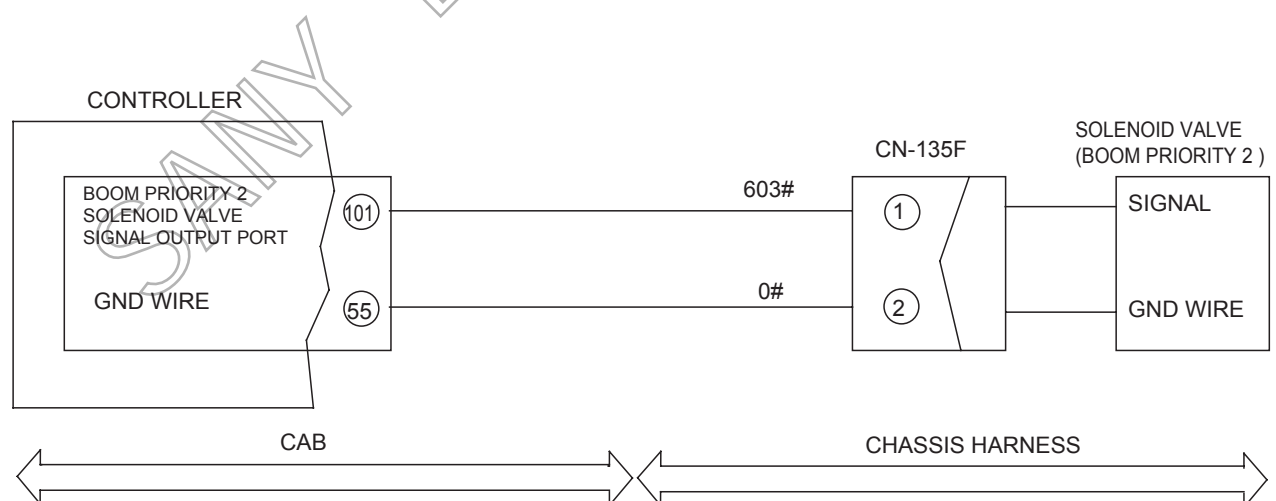 SANY
CONTROLLER
BOOM PRIORITY 2
SOLENOID VALVE
SIGNAL OUTPUT PORT
101
GND WIRE
55
603#
0#
CN-135F
1
2
SOLENOID VALVE
(BOOM PRIORITY 2 )
SIGNAL
GND WIRE
CAB
CHASSIS HARNESS